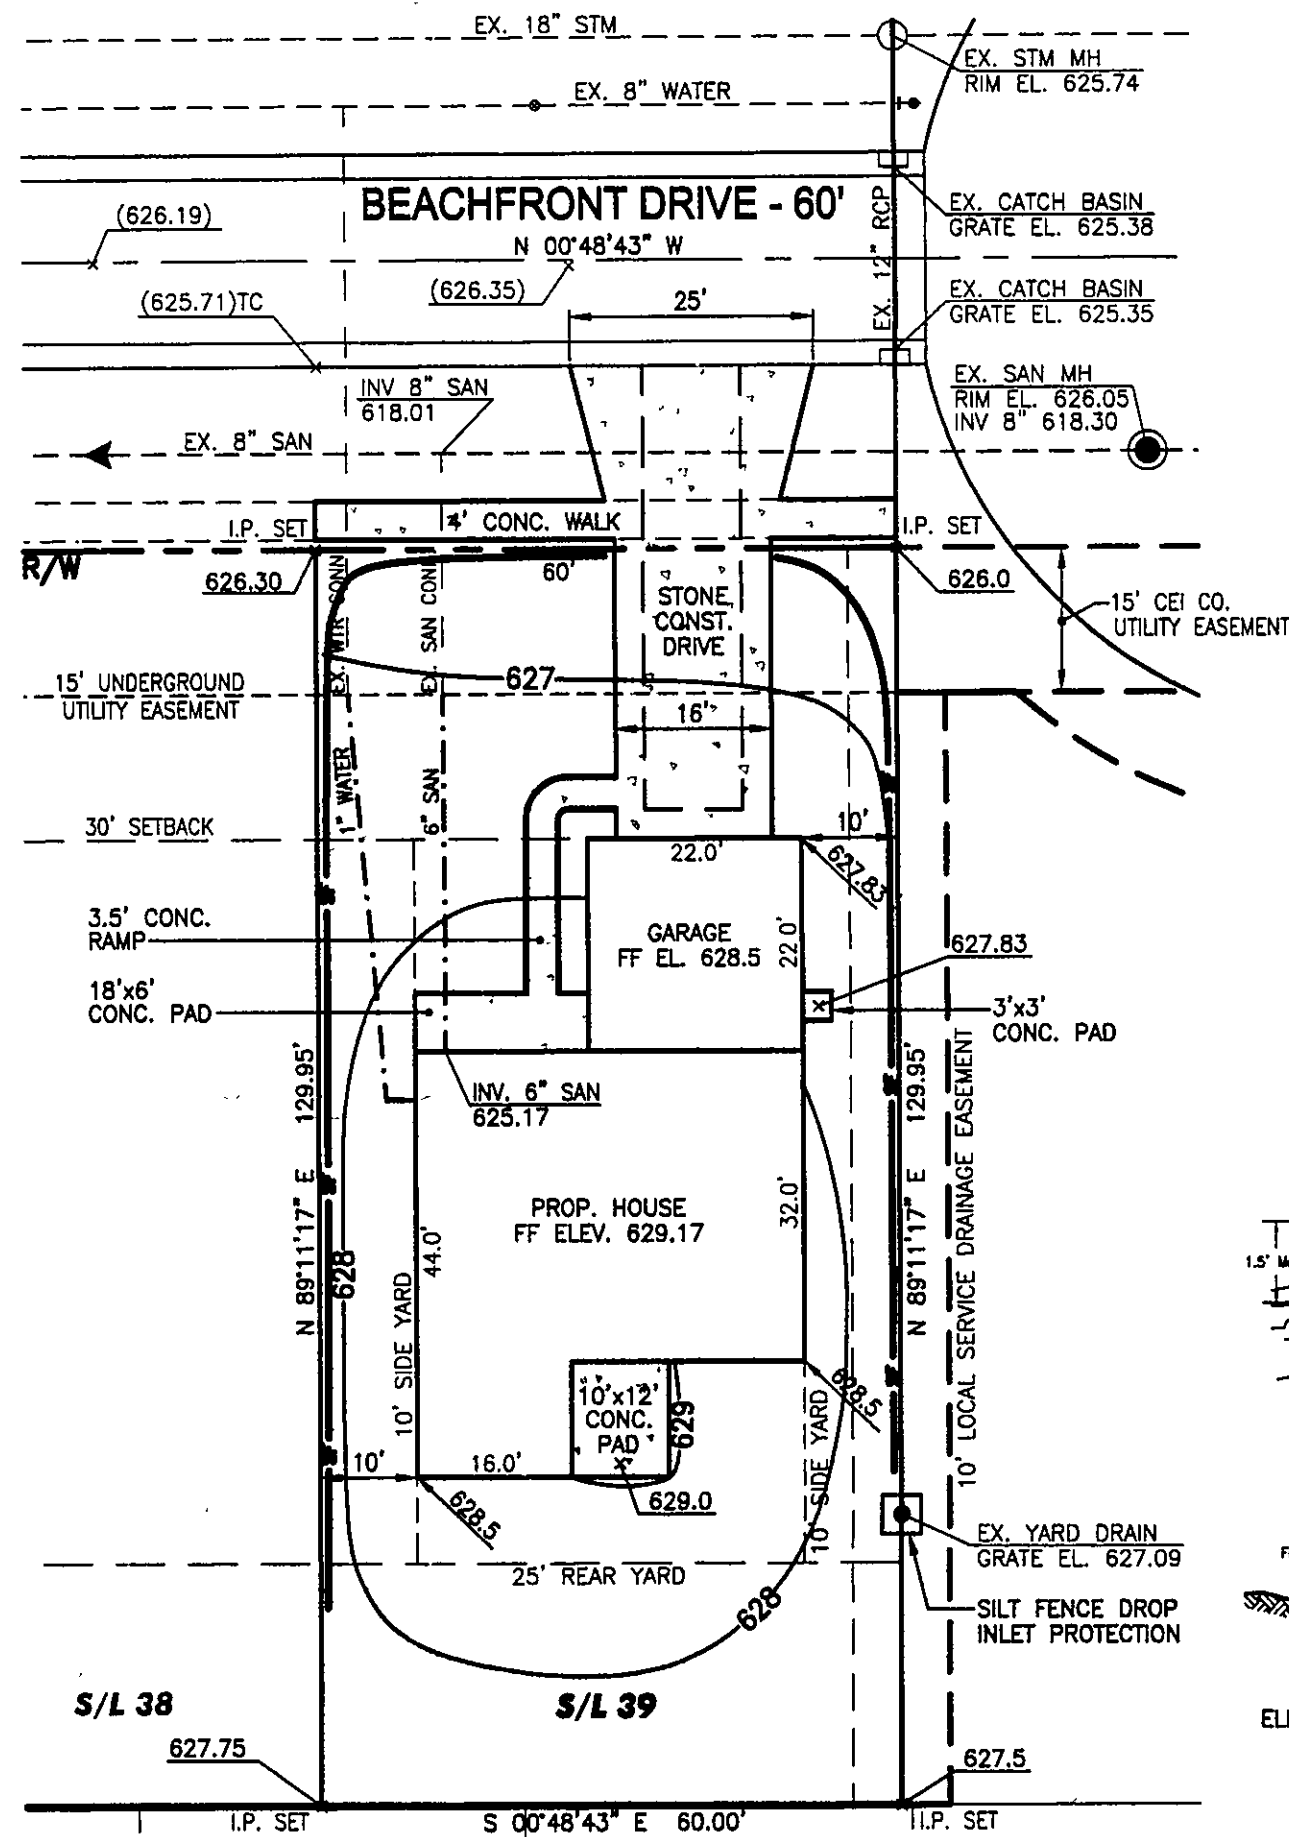 EX. 18" STM
EX. STM MH
RIM EL. 625.74
EX. 8" WATER
BEACHFRONT DRIVE - 60'
N 00°48'43" W
(626.19)
(626.35)
(625.71)TC
25'
EX. 12" RCP
EX. CATCH BASIN
GRATE EL. 625.38
EX. CATCH BASIN
GRATE EL. 625.35
EX. SAN MH
RIM EL. 626.05
INV 8" 618.30
INV 8" SAN
618.01
EX. 8" SAN
I.P. SET
4' CONC. WALK
I.P. SET
R/W
626.30
60'
626.0
STONE
CONST.
DRIVE
15' CEI CO.
UTILITY EASEMENT
EX. WTR CONN
EX. SAN CONN
15' UNDERGROUND
UTILITY EASEMENT
627
16'
1" WATER
6" SAN
30' SETBACK
22.0'
10'
627.83
GARAGE
FF EL. 628.5
22.0'
3.5' CONC.
RAMP
627.83
18'x6'
CONC. PAD
3'x3'
CONC. PAD
INV. 6" SAN
625.17
N 89°11'17" E 129.95'
N 89°11'17" E 129.95'
10' LOCAL SERVICE DRAINAGE EASEMENT
PROP. HOUSE
FF ELEV. 629.17
32.0'
44.0'
628
10' SIDE YARD
1.5'
10'x12'
CONC.
PAD
629
628.5
10' SIDE YARD
10'
16.0'
628.5
629.0
EX. YARD DRAIN
GRATE EL. 627.09
25' REAR YARD
628
SILT FENCE DROP
INLET PROTECTION
S/L 38
S/L 39
627.75
627.5
I.P. SET
S 00°48'43" E 60.00'
I.P. SET